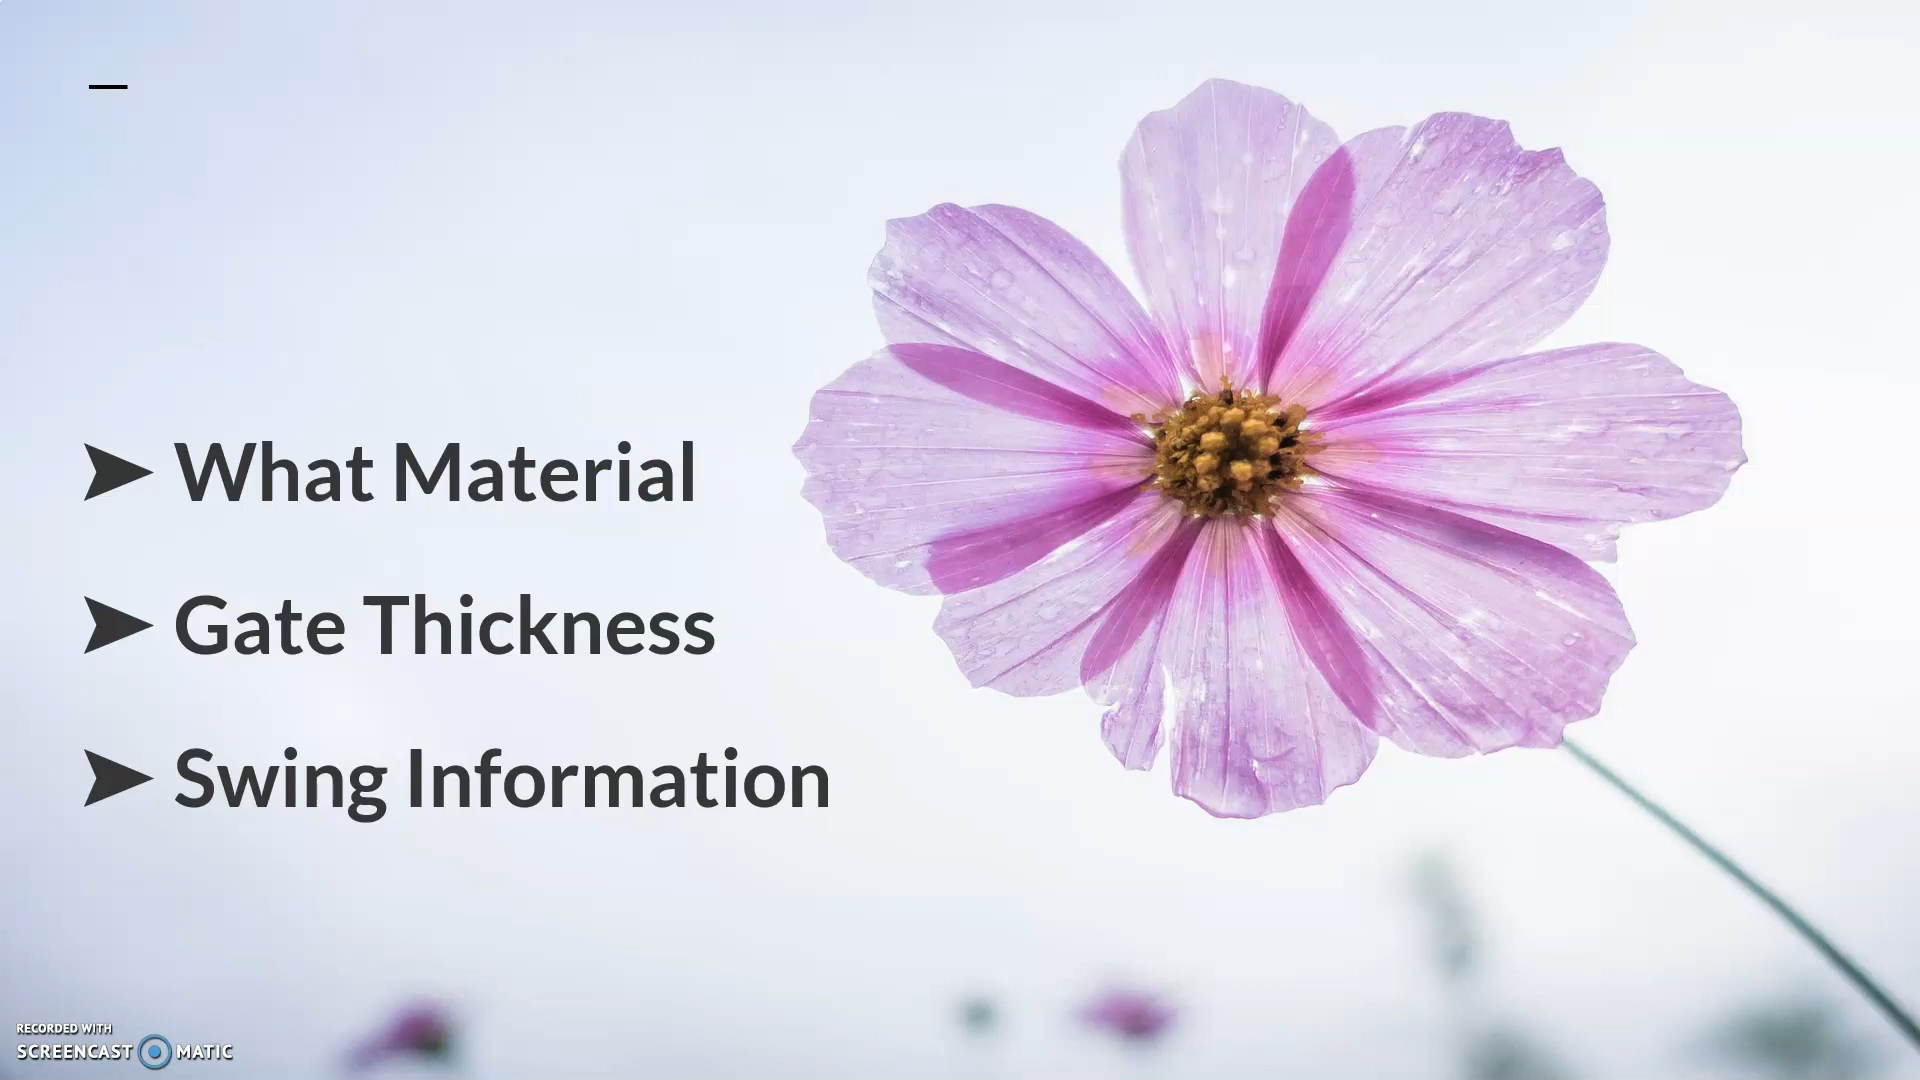 ➤ What Material
➤ Gate Thickness
➤ Swing Information
RECORDED WITH
SCREENCAST MATIC